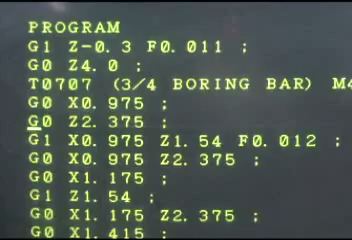 PROGRAM
G1 Z-0.3 F0.011 ;
G0 Z4.0 ;
T0707 (3/4 BORING BAR) M4
G0 X0.975 ;
G0 Z2.375 ;
G1 X0.975 Z1.54 F0.012 ;
G0 X0.975 Z2.375 ;
G0 X1.175 ;
G1 Z1.54 ;
G0 X1.175 Z2.375 ;
G0 X1.415 ;